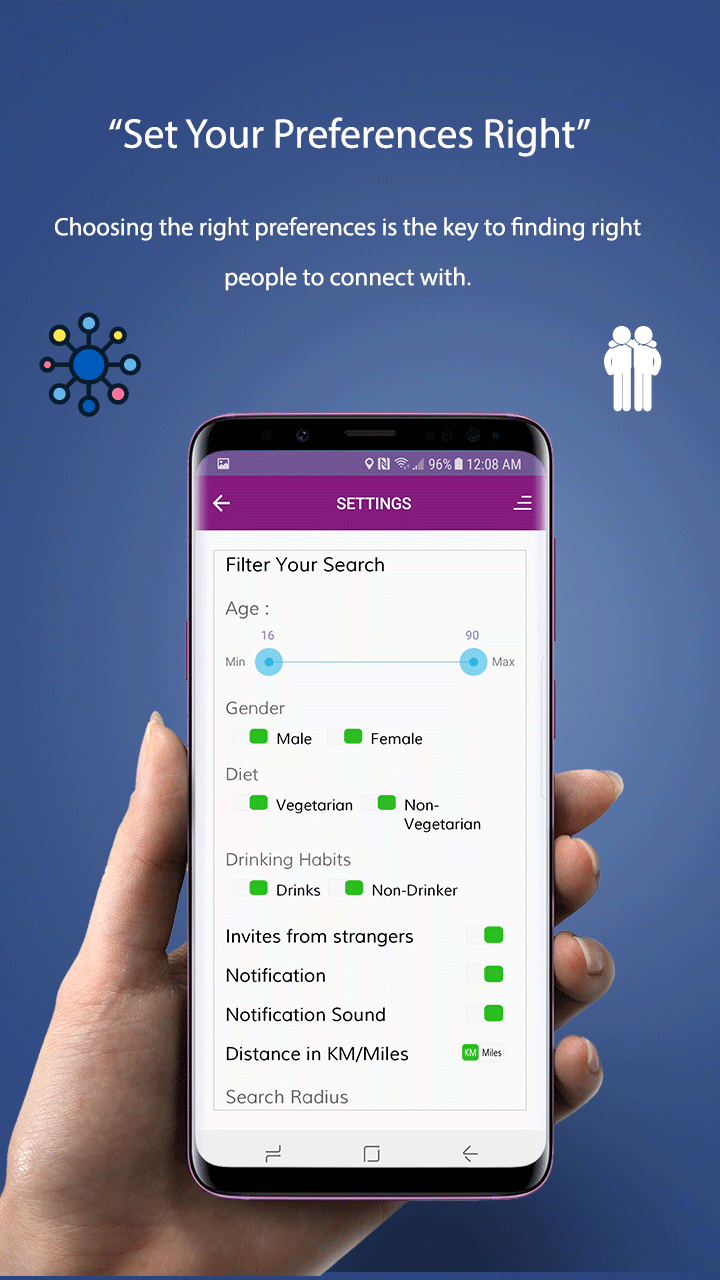 “Set Your Preferences Right”
Choosing the right preferences is the key to finding right
people to connect with.
96% 12:08 AM
SETTINGS
Filter Your Search
Age :
16 90
Min Max
Gender
Male Female
Diet
Vegetarian Non-
Vegetarian
Drinking Habits
Drinks Non-Drinker
Invites from strangers
Notification
Notification Sound
Distance in KM/Miles KM Miles
Search Radius